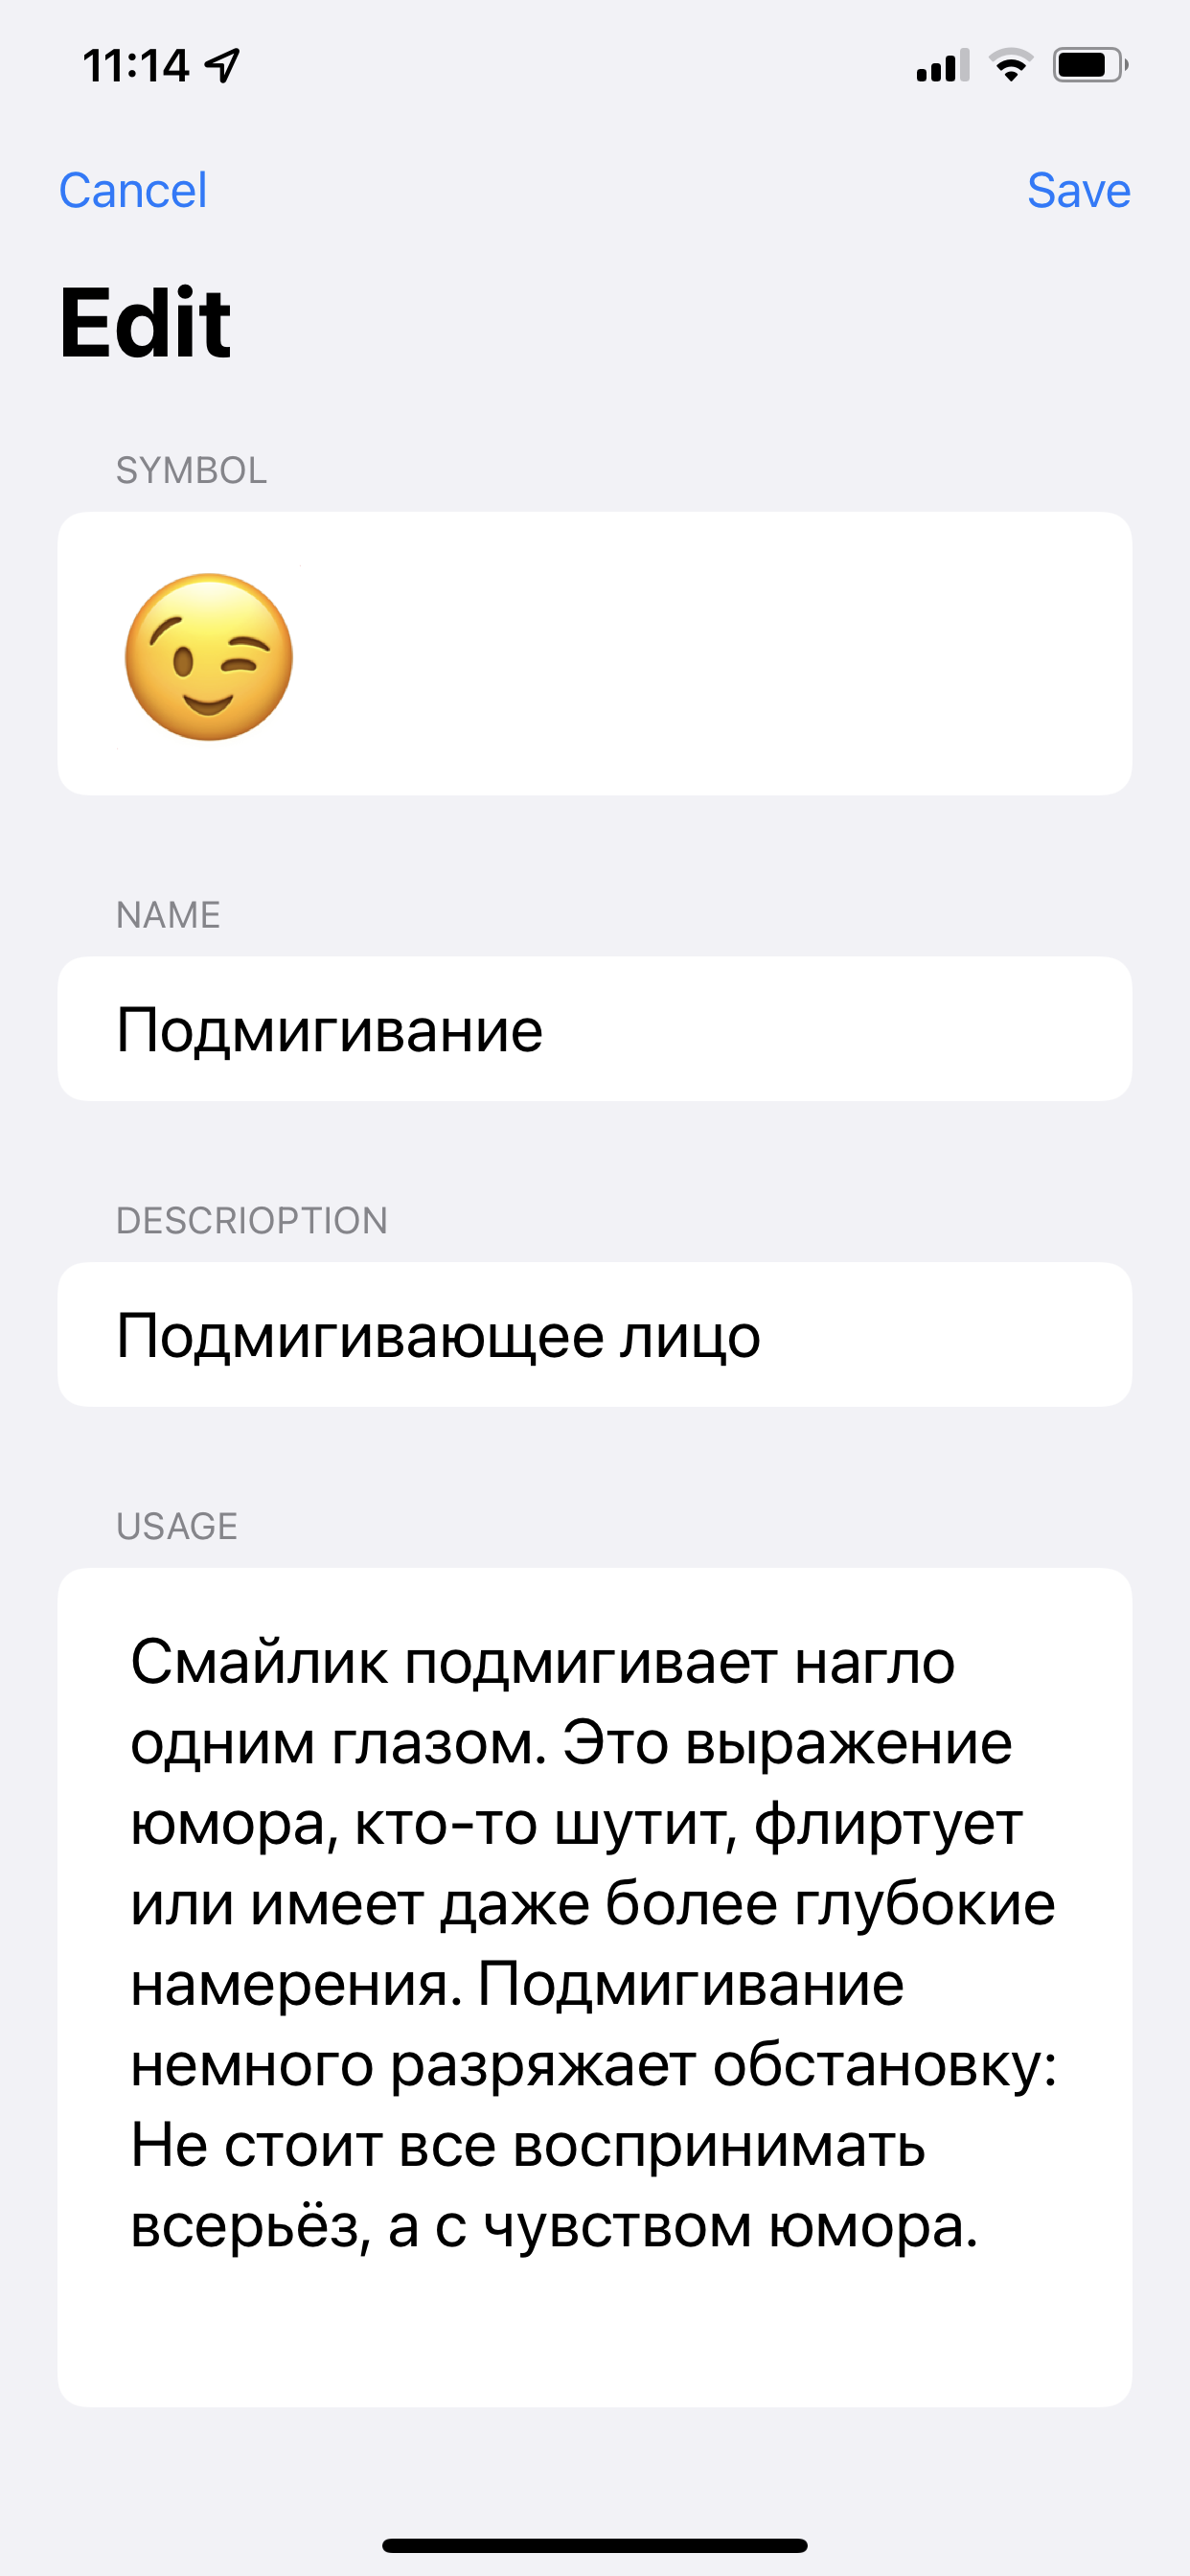 11:14
Cancel
Save
Edit
SYMBOL
NAME
Подмигивание
DESCRIOPTION
Подмигивающее лицо
USAGE
Смайлик подмигивает нагло
одним глазом. Это выражение
юмора, кто-то шутит, флиртует
или имеет даже более глубокие
намерения. Подмигивание
немного разряжает обстановку:
Не стоит все воспринимать
всерьёз, а с чувством юмора.